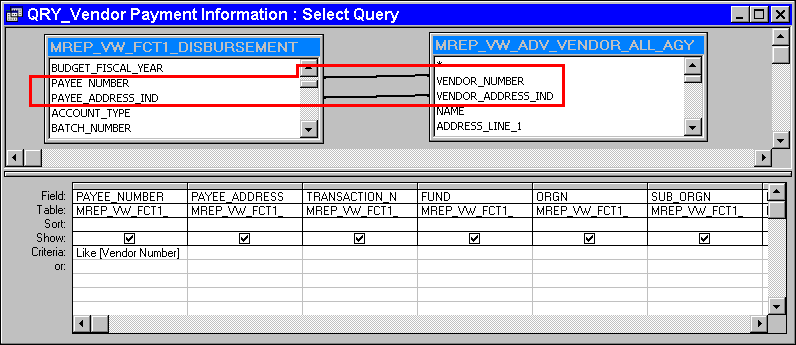 QRY_Vendor Payment Information : Select Query
MREP_VW_FCT1_DISBURSEMENT
BUDGET_FISCAL_YEAR
PAYEE_NUMBER
PAYEE_ADDRESS_IND
ACCOUNT_TYPE
BATCH_NUMBER
MREP_VW_ADV_VENDOR_ALL_AGY
*
VENDOR_NUMBER
VENDOR_ADDRESS_IND
NAME
ADDRESS_LINE_1
Field: PAYEE_NUMBER PAYEE_ADDRESS TRANSACTION_N FUND ORGN SUB_ORGN
Table: MREP_VW_FCT1_ MREP_VW_FCT1_ MREP_VW_FCT1_ MREP_VW_FCT1_ MREP_VW_FCT1_ MREP_VW_FCT1_
Sort:
Show:
Criteria: Like [Vendor Number]
or: